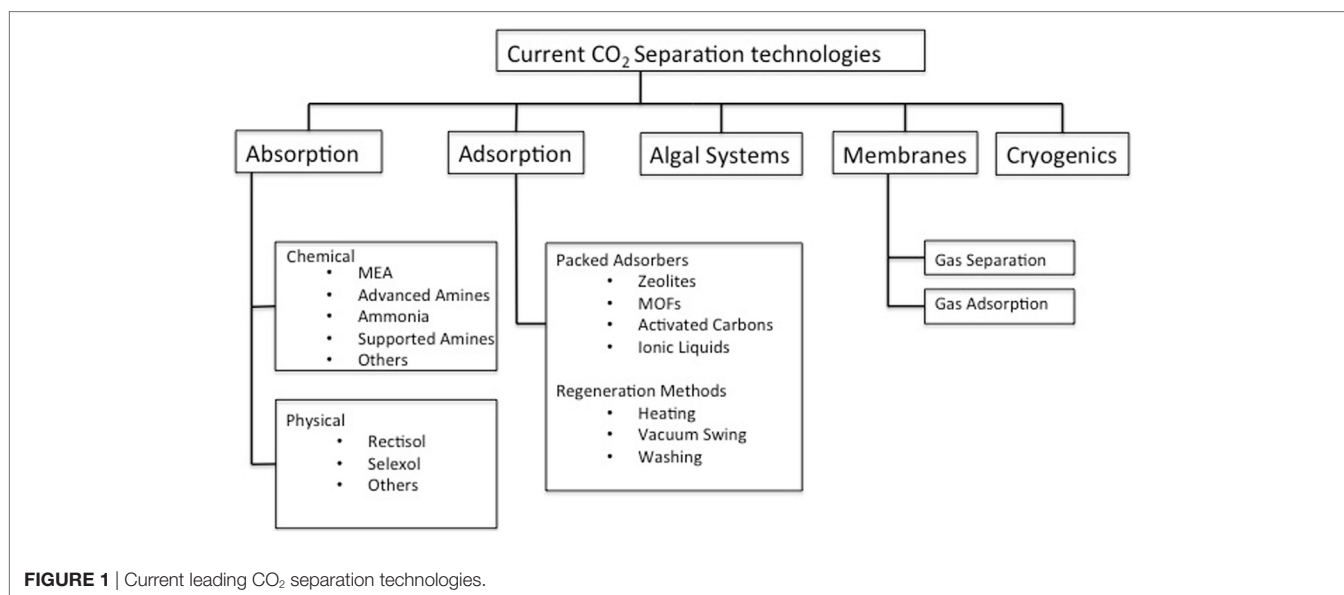 Current CO₂ Separation technologies
Absorption
Adsorption
Algal Systems
Membranes
Cryogenics
Chemical
• MEA
• Advanced Amines
• Ammonia
• Supported Amines
• Others
Physical
• Rectisol
• Selexol
• Others
Packed Adsorbers
• Zeolites
• MOFs
• Activated Carbons
• Ionic Liquids
Regeneration Methods
• Heating
• Vacuum Swing
• Washing
Gas Separation
Gas Adsorption
FIGURE 1 | Current leading CO₂ separation technologies.